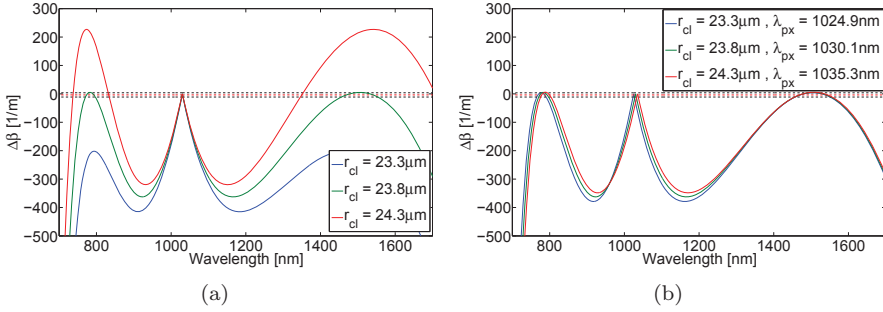 300
200
100
0
-100
-200
-300
-400
-500
Δβ [1/m]
800 1000 1200 1400 1600
Wavelength [nm]
r_cl = 23.3μm
r_cl = 23.8μm
r_cl = 24.3μm
(a)
300
200
100
0
-100
-200
-300
-400
-500
Δβ [1/m]
800 1000 1200 1400 1600
Wavelength [nm]
r_cl = 23.3μm , λ_px = 1024.9nm
r_cl = 23.8μm , λ_px = 1030.1nm
r_cl = 24.3μm , λ_px = 1035.3nm
(b)